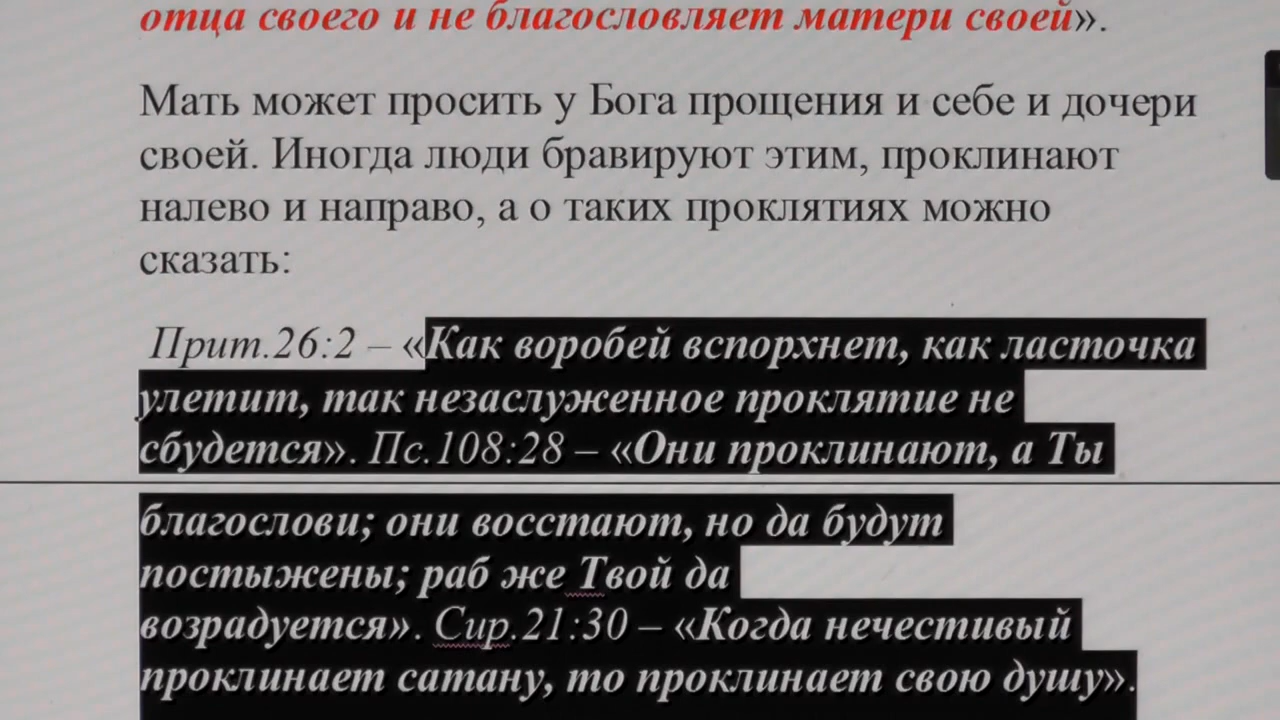 отца своего и не благословляет матери своей».
Мать может просить у Бога прощения и себе и дочери
своей. Иногда люди бравируют этим, проклинают
налево и направо, а о таких проклятиях можно
сказать:
Прит.26:2 – «Как воробей вспорхнет, как ласточка
улетит, так незаслуженное проклятие не
сбудется». Пс.108:28 – «Они проклинают, а Ты
благослови; они восстают, но да будут
постыжены; раб же Твой да
возрадуется». Сир.21:30 – «Когда нечестивый
проклинает сатану, то проклинает свою душу».